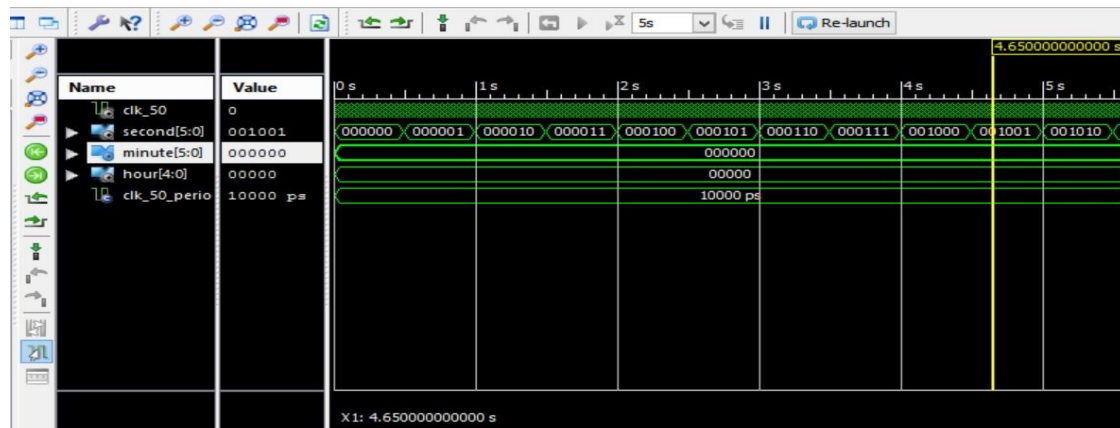 5s Re-launch
4.650000000000 s
Name Value 0 s 1 s 2 s 3 s 4 s 5 s
clk_50 0
second[5:0] 001001 000000 000001 000010 000011 000100 000101 000110 000111 001000 001001 001010
minute[5:0] 000000 000000
hour[4:0] 00000 00000
clk_50_perio 10000 ps 10000 ps
X1: 4.650000000000 s